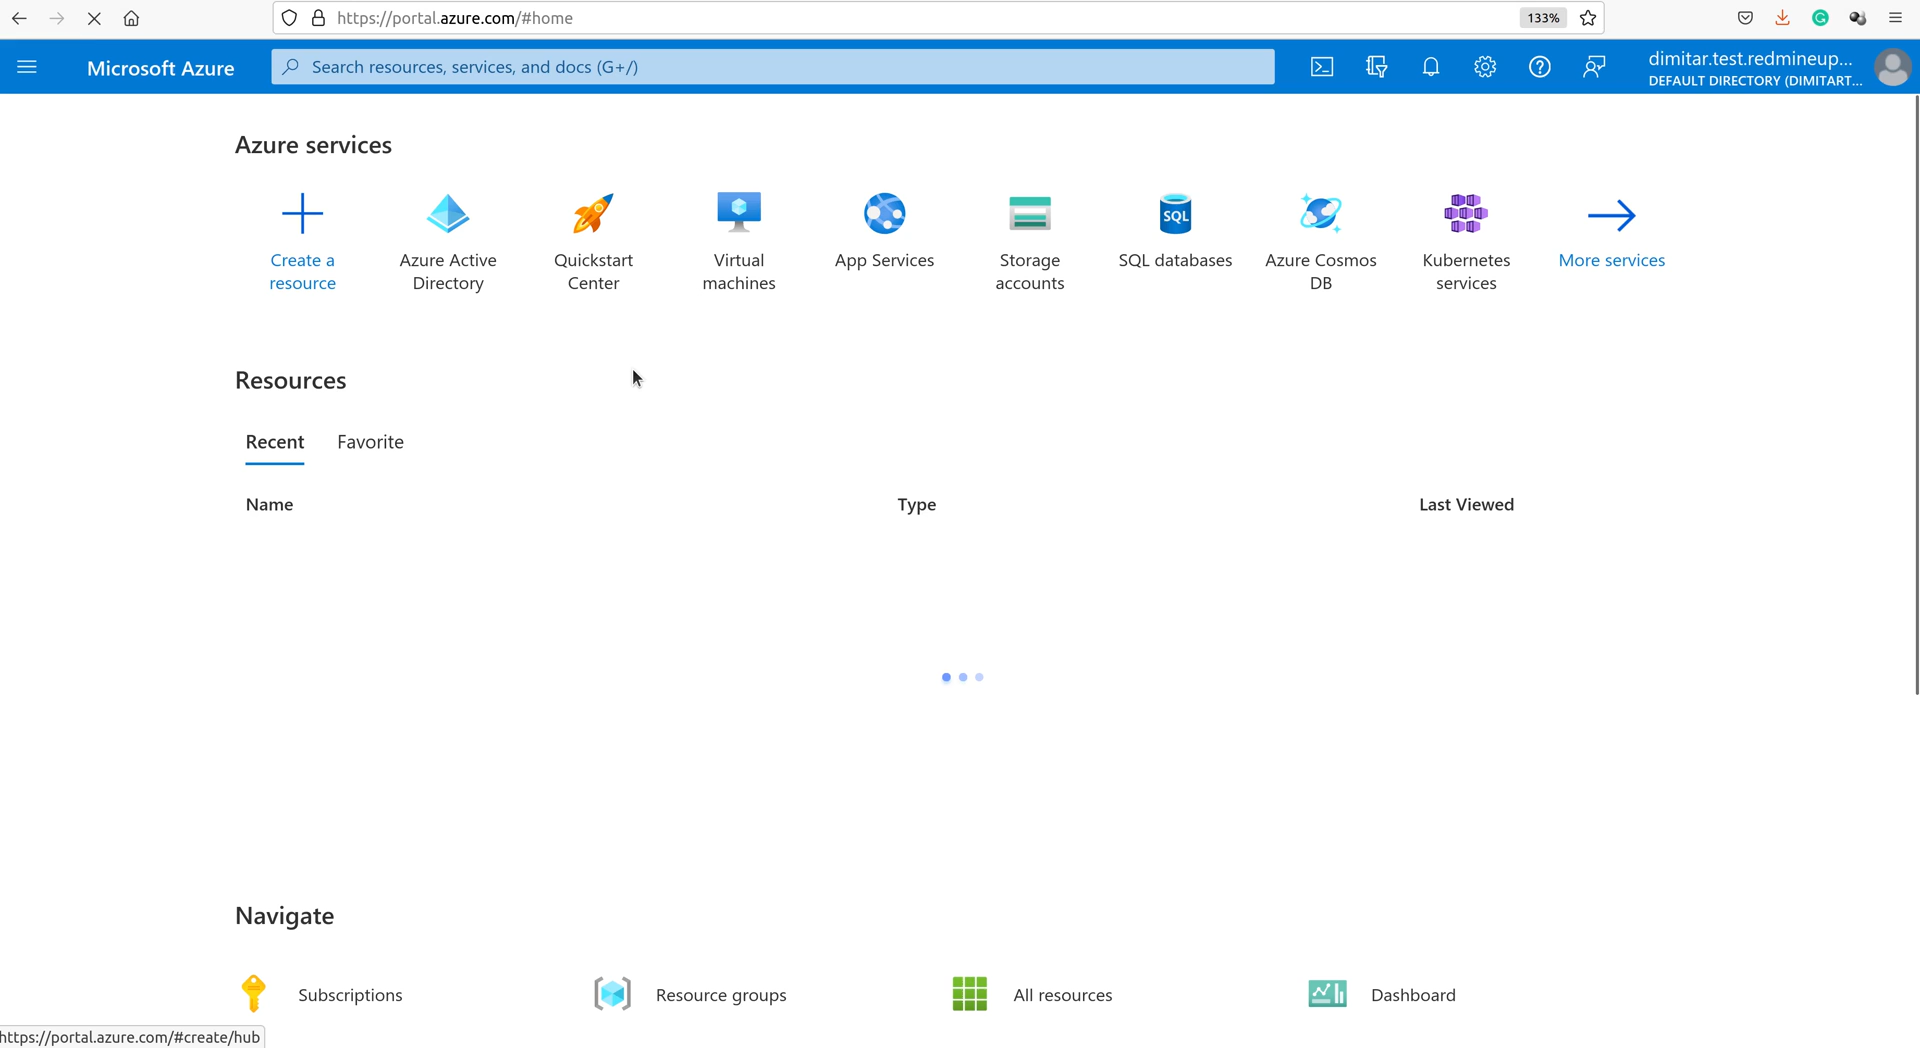 https://portal.azure.com/#home
133%
Microsoft Azure
Search resources, services, and docs (G+/)
dimitar.test.redmineup...
DEFAULT DIRECTORY (DIMITART...
Azure services
Create a
resource
Azure Active
Directory
Quickstart
Center
Virtual
machines
App Services
Storage
accounts
SQL
SQL databases
Azure Cosmos
DB
Kubernetes
services
More services
Resources
Recent
Favorite
Name
Type
Last Viewed
Navigate
Subscriptions
Resource groups
All resources
Dashboard
https://portal.azure.com/#create/hub